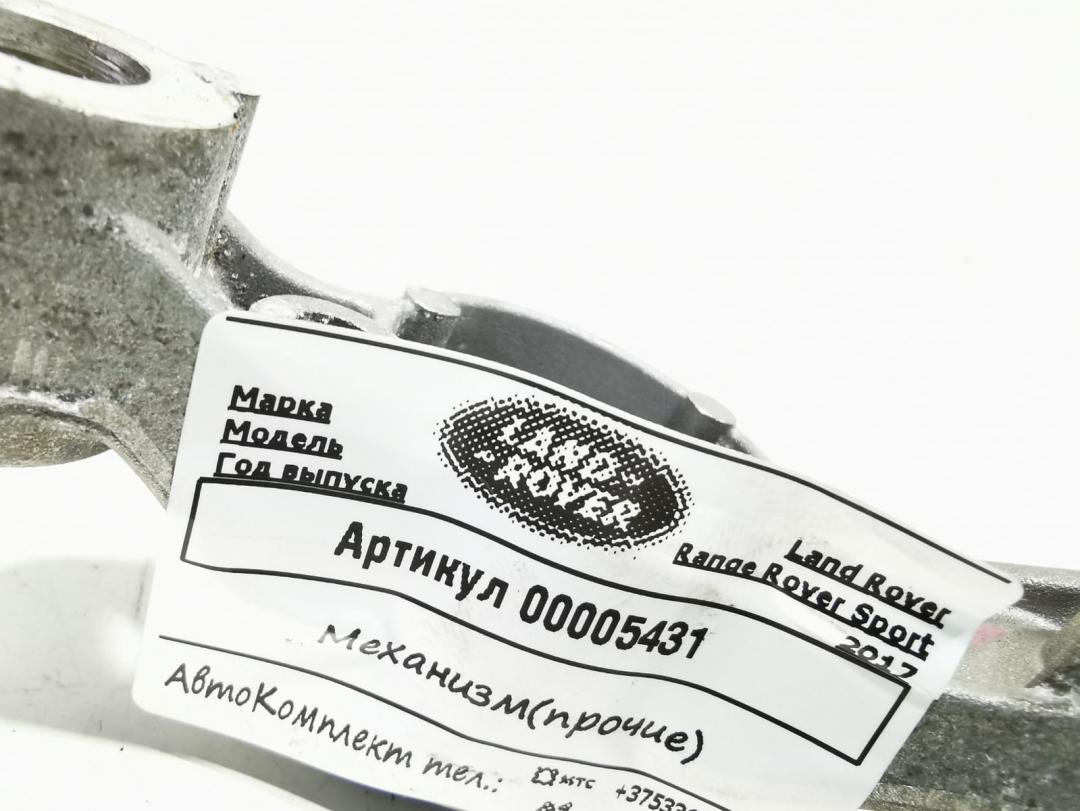 Марка
Модель
Год выпуска
LAND
ROVER
Land Rover
Range Rover Sport
2017
Артикул 00005431
Механизм(прочие)
АвтоКомплект тел.:
мтс